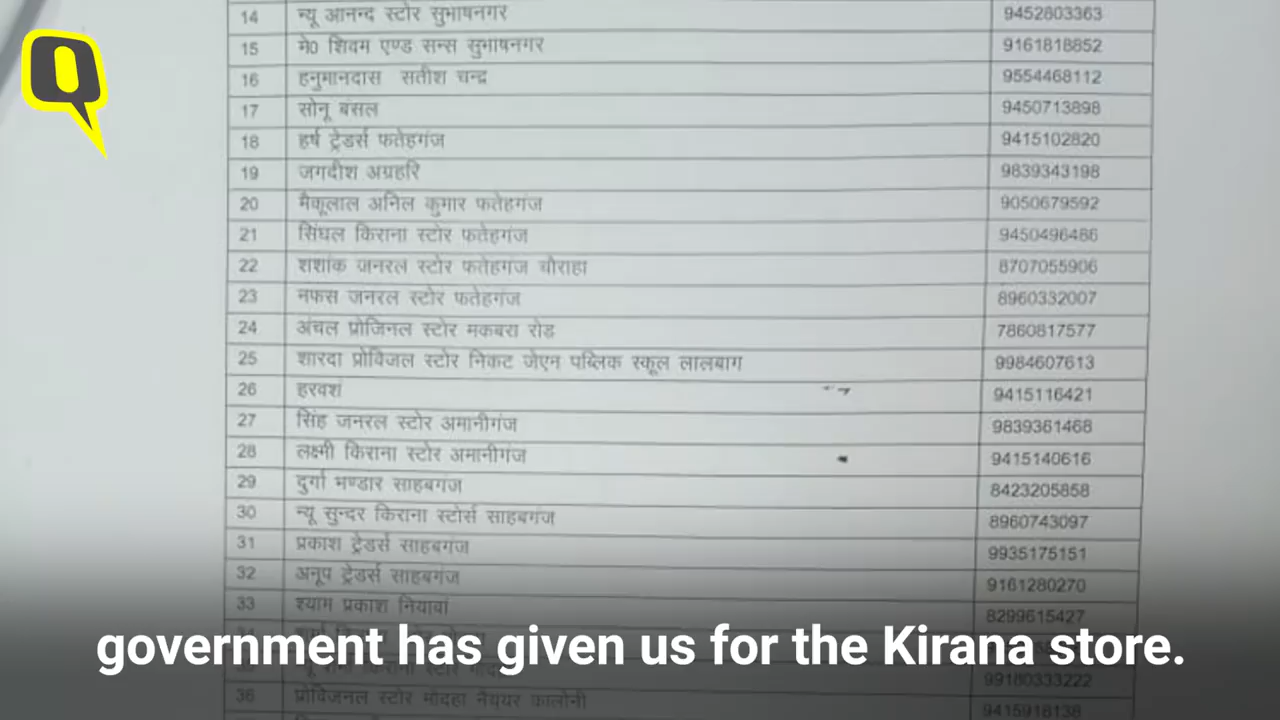 14 न्यू आनन्द स्टोर सुभाषनगर 9452803363
15 मे0 शिवम एण्ड सन्स सुभाषनगर 9161818852
16 हनुमानदास सतीश चन्द्र 9554468112
17 सोनू बंसल 9450713898
18 हर्ष ट्रेडर्स फतेहगंज 9415102820
19 जगदीश अग्रहरि 9839343198
20 मैकूलाल अनिल कुमार फतेहगंज 9050679592
21 सिंघल किराना स्टोर फतेहगंज 9450496486
22 शशांक जनरल स्टोर फतेहगंज चौराहा 8707055906
23 नफस जनरल स्टोर फतेहगंज 8960332007
24 अंचल प्रोजिनल स्टोर मकबरा रोड 7860817577
25 शारदा प्रोविजल स्टोर निकट जेएन पब्लिक स्कूल लालबाग 9984607613
26 हरवशं 9415116421
27 सिंह जनरल स्टोर अमानीगंज 9839361468
28 लक्ष्मी किराना स्टोर अमानीगंज 9415140616
29 दुर्गा भण्डार साहबगंज 8423205858
30 न्यू सुन्दर किराना स्टोर्स साहबगंज 8960743097
31 प्रकाश ट्रेडर्स साहबगंज 9935175151
32 अनूप ट्रेडर्स साहबगंज 9161280270
33 श्याम प्रकाश नियावां 8299615427
government has given us for the Kirana store.
99180333222
36 प्रोविजनल स्टोर मोदहा नैय्यर कालोनी 9415918138